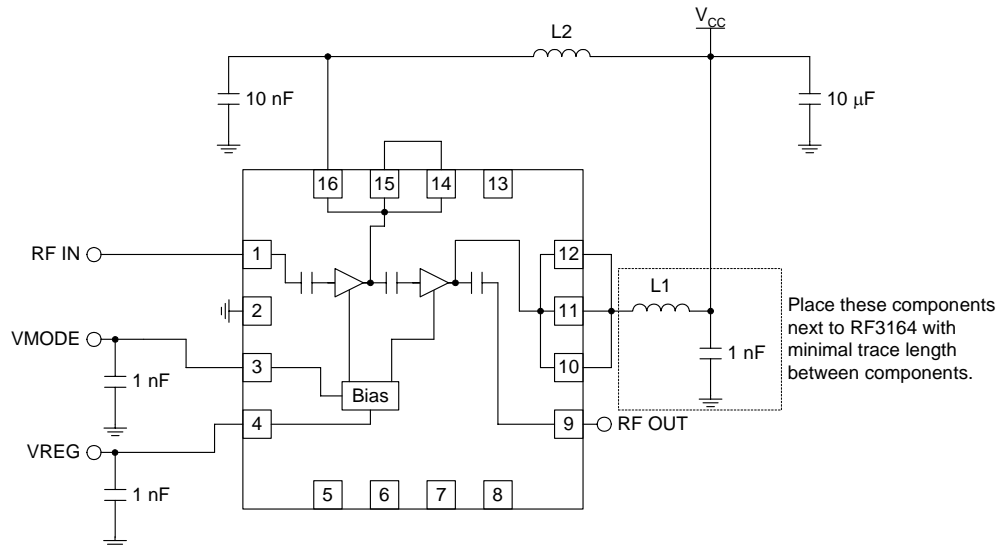 VCC
L2
10 nF
10 μF
16
15
14
13
RF IN
1
12
2
11
L1
Place these components
next to RF3164 with
minimal trace length
between components.
VMODE
3
10
1 nF
1 nF
Bias
4
9
RF OUT
VREG
1 nF
5
6
7
8